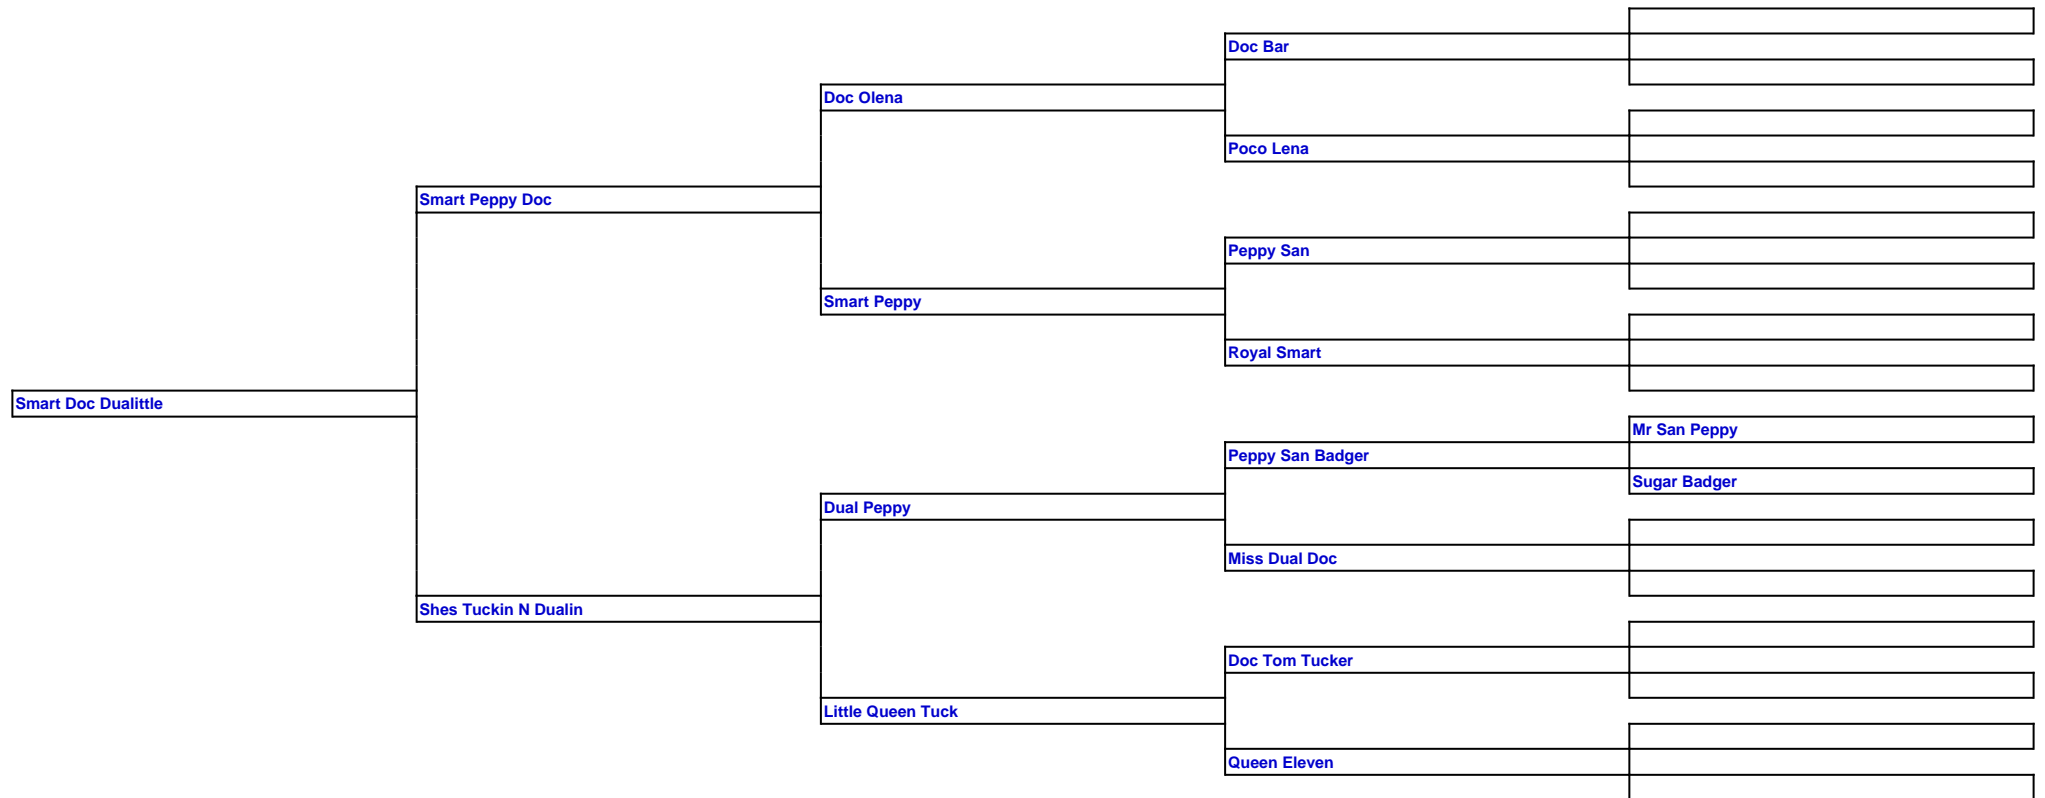 Doc Bar
Doc Olena
Poco Lena
Smart Peppy Doc
Peppy San
Smart Peppy
Royal Smart
Smart Doc Dualittle
Mr San Peppy
Peppy San Badger
Sugar Badger
Dual Peppy
Miss Dual Doc
Shes Tuckin N Dualin
Doc Tom Tucker
Little Queen Tuck
Queen Eleven